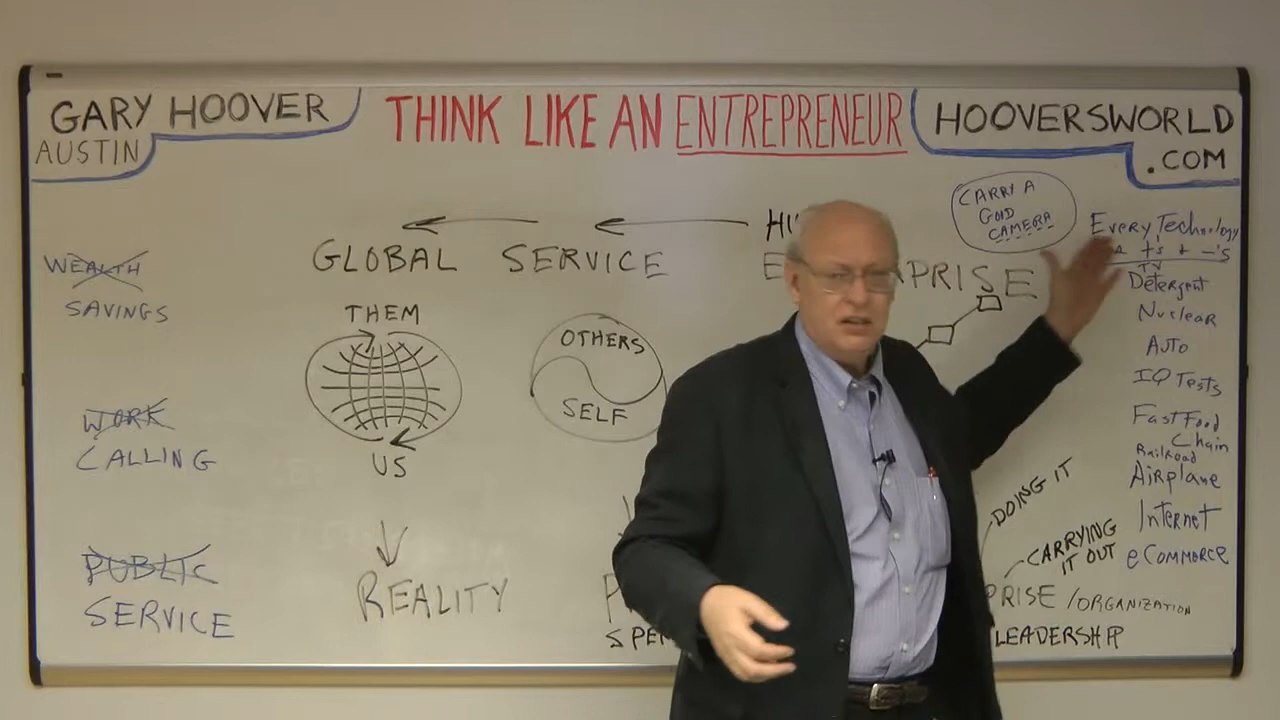 GARY HOOVER
AUSTIN
THINK LIKE AN ENTREPRENEUR
HOOVERSWORLD
.COM
CARRY A
GOOD
CAMERA
Every Technology
+'s + -'s
TV
Detergent
Nuclear
AUTO
IQ Tests
Fast Food
Chain
Railroad
Airplane
Internet
eCommerce
WEALTH
SAVINGS
WORK
CALLING
PUBLIC
SERVICE
GLOBAL
THEM
US
REALITY
SERVICE
OTHERS
SELF
PRISE
DOING IT
CARRYING
IT OUT
PRISE /ORGANIZATION
LEADERSHIP